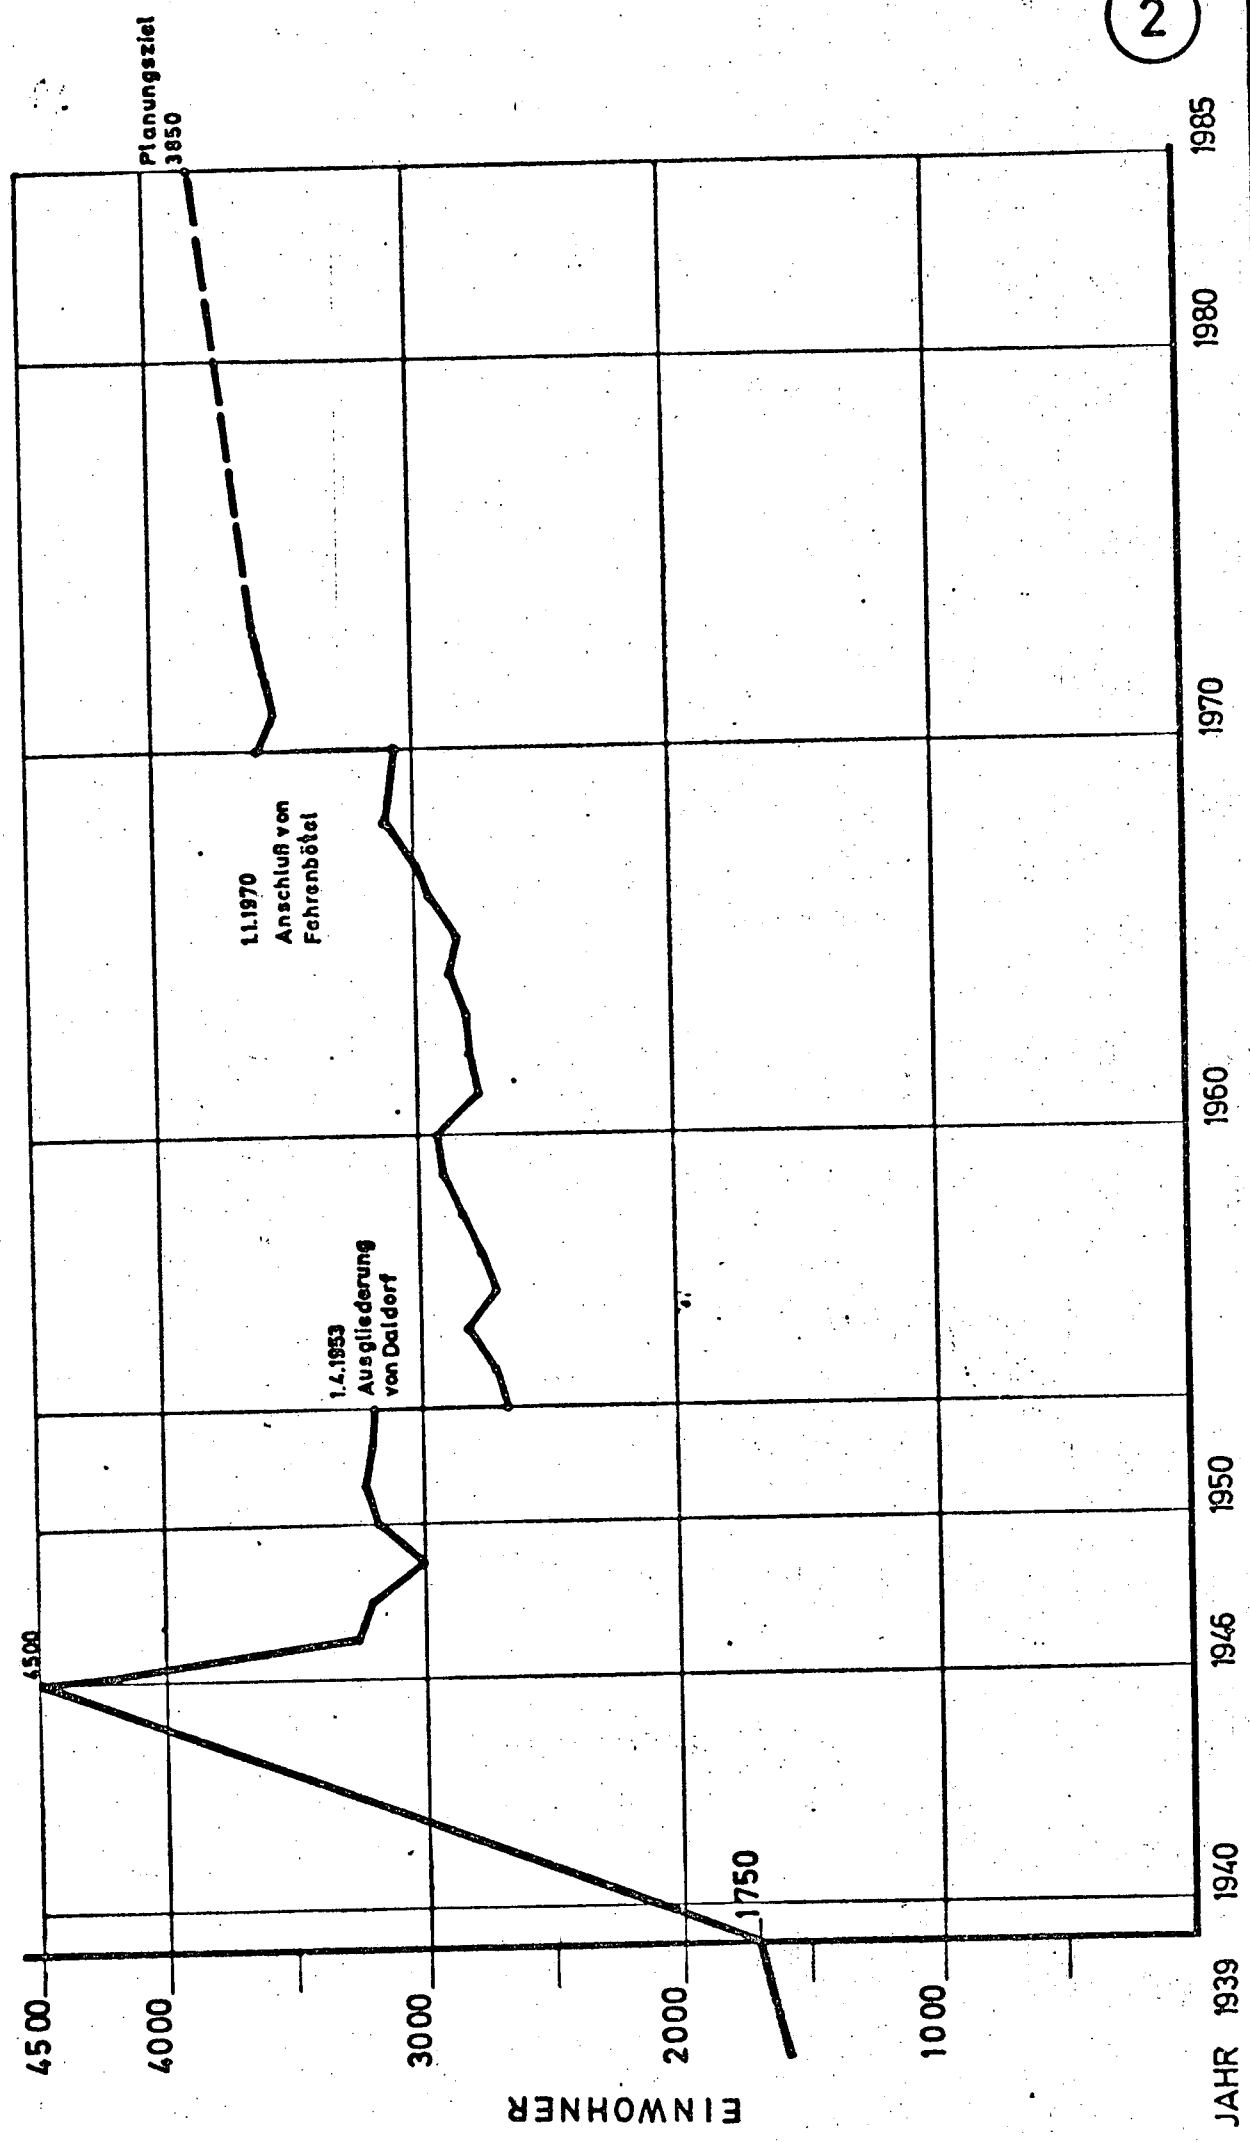 EINWOHNER
4500
4000
3000
2000
1000
JAHR 1939 1940 1946 1950 1960 1970 1980 1985
1750
4500
1.4.1953
Ausgliederung
von Daldorf
1.1.1970
Anschluß von
Fehrenbötel
Planungsziel
3850
2